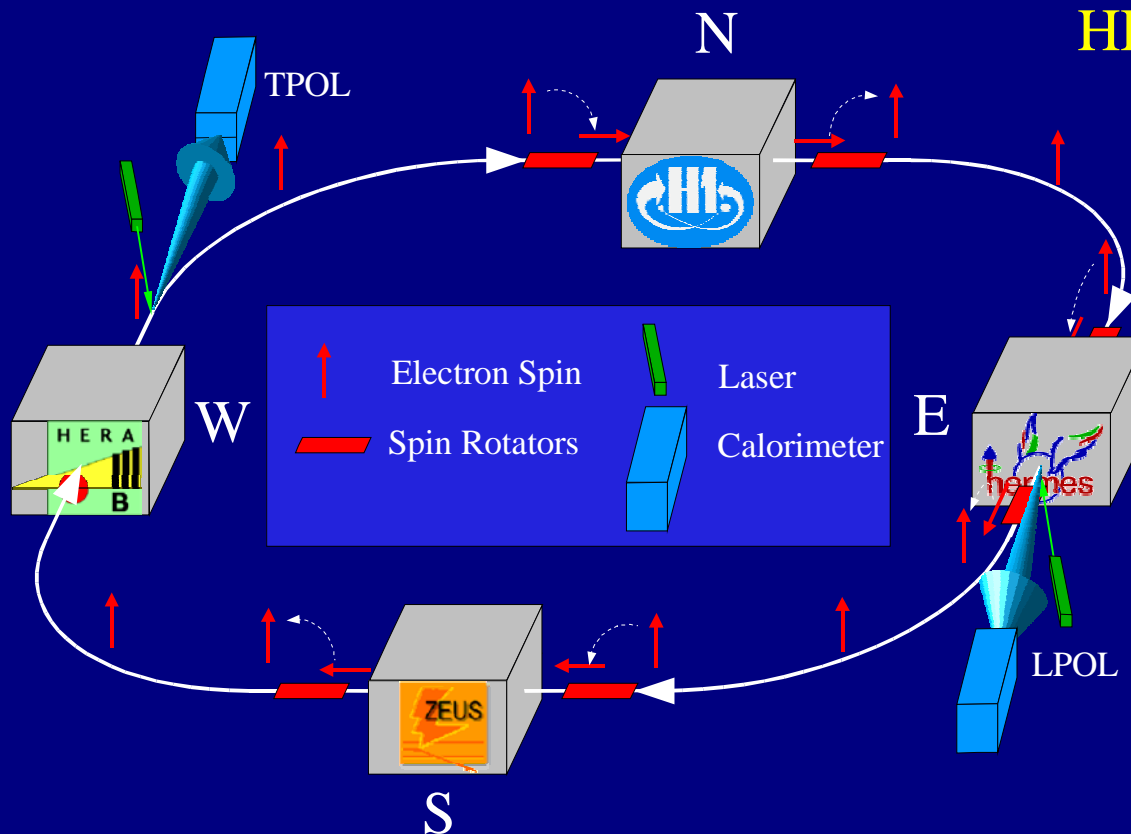 N
TPOL
H1
Electron Spin
Laser
Spin Rotators
Calorimeter
W
E
HERA
B
hermes
ZEUS
LPOL
S